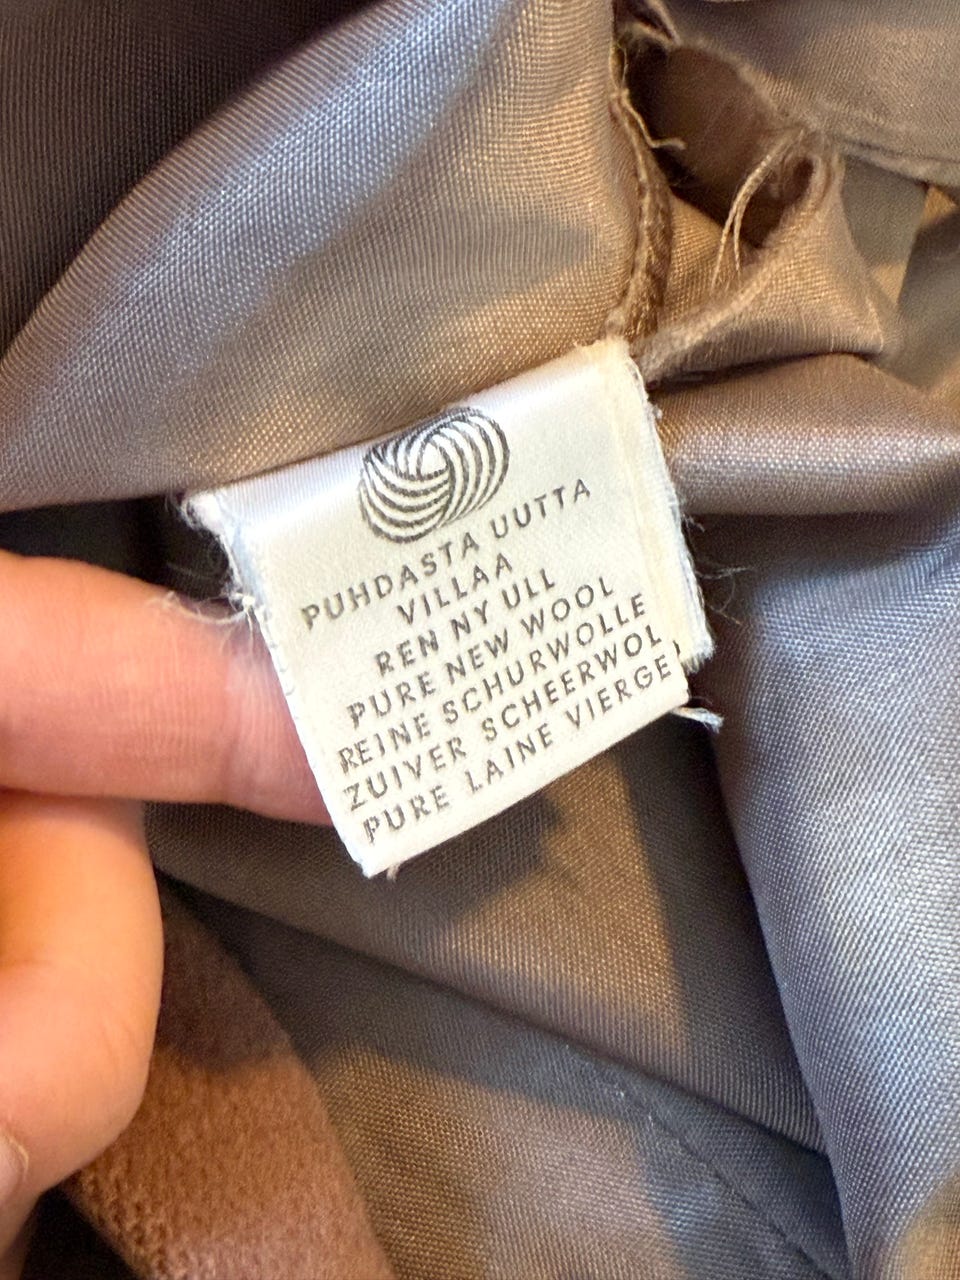 PUHDASTA UUTTA
VILLAA
REN NY ULL
PURE NEW WOOL
REINE SCHURWOLLE
ZUIVER SCHEERWOL
PURE LAINE VIERGE